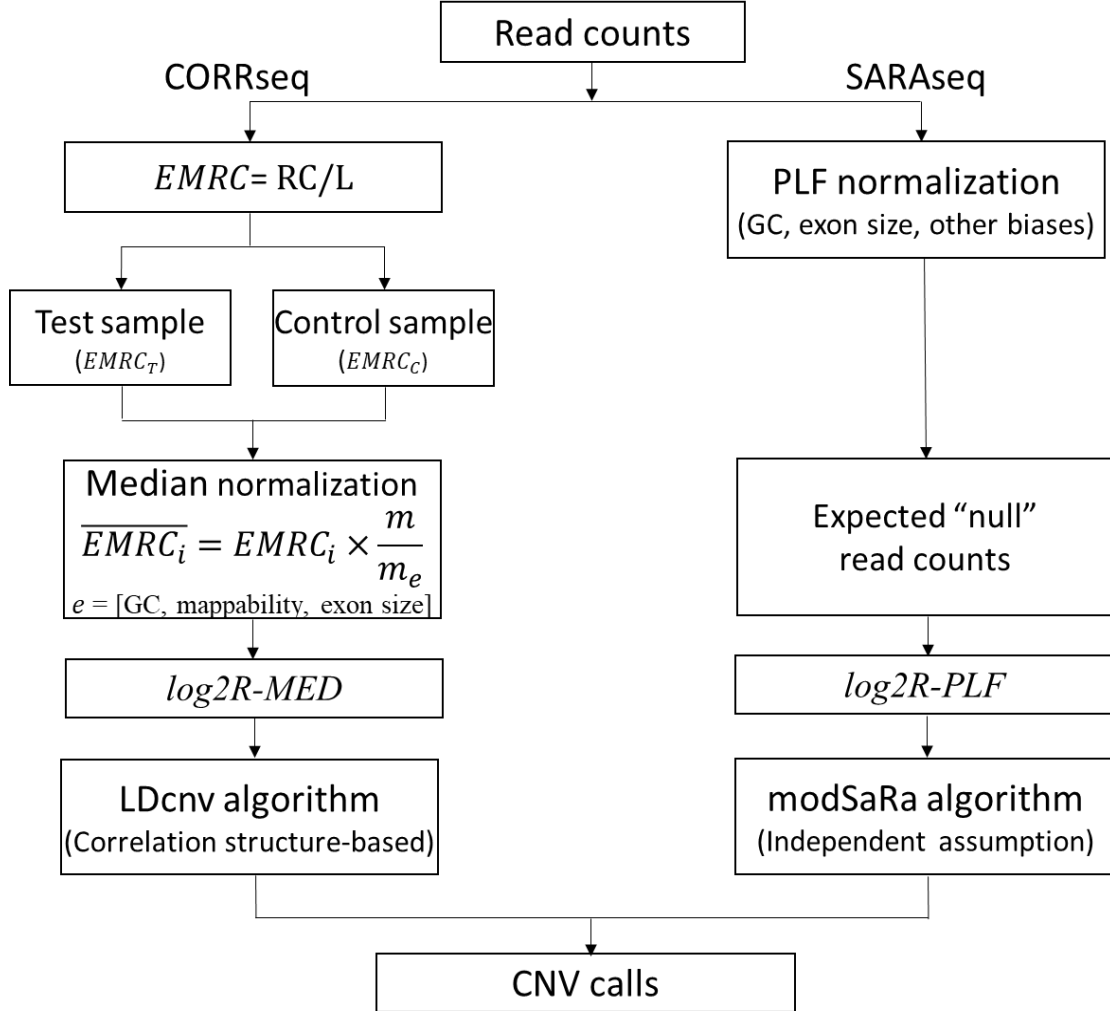 Read counts
CORRseq
SARAseq
EMRC= RC/L
PLF normalization
(GC, exon size, other biases)
Test sample
(EMRC_T)
Control sample
(EMRC_C)
Median normalization
\overline{EMRC_i} = EMRC_i × \frac{m}{m_e}
e = [GC, mappability, exon size]
Expected “null”
read counts
log2R-MED
log2R-PLF
LDcnv algorithm
(Correlation structure-based)
modSaRa algorithm
(Independent assumption)
CNV calls